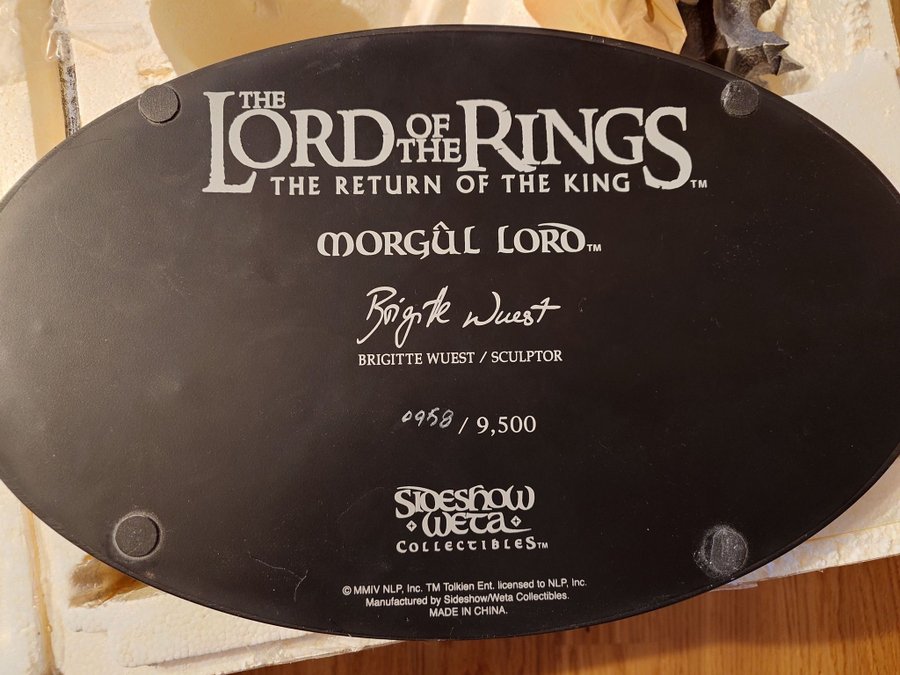 THE LORD OF THE RINGS™
THE RETURN OF THE KING
MORGÛL LORD™
Brigitte Wuest
BRIGITTE WUEST / SCULPTOR
0958 / 9,500
SIDESHOW
WETA
COLLECTIBLES™
© MMIV NLP, Inc. TM Tolkien Ent. licensed to NLP, Inc.
Manufactured by Sideshow/Weta Collectibles.
MADE IN CHINA.